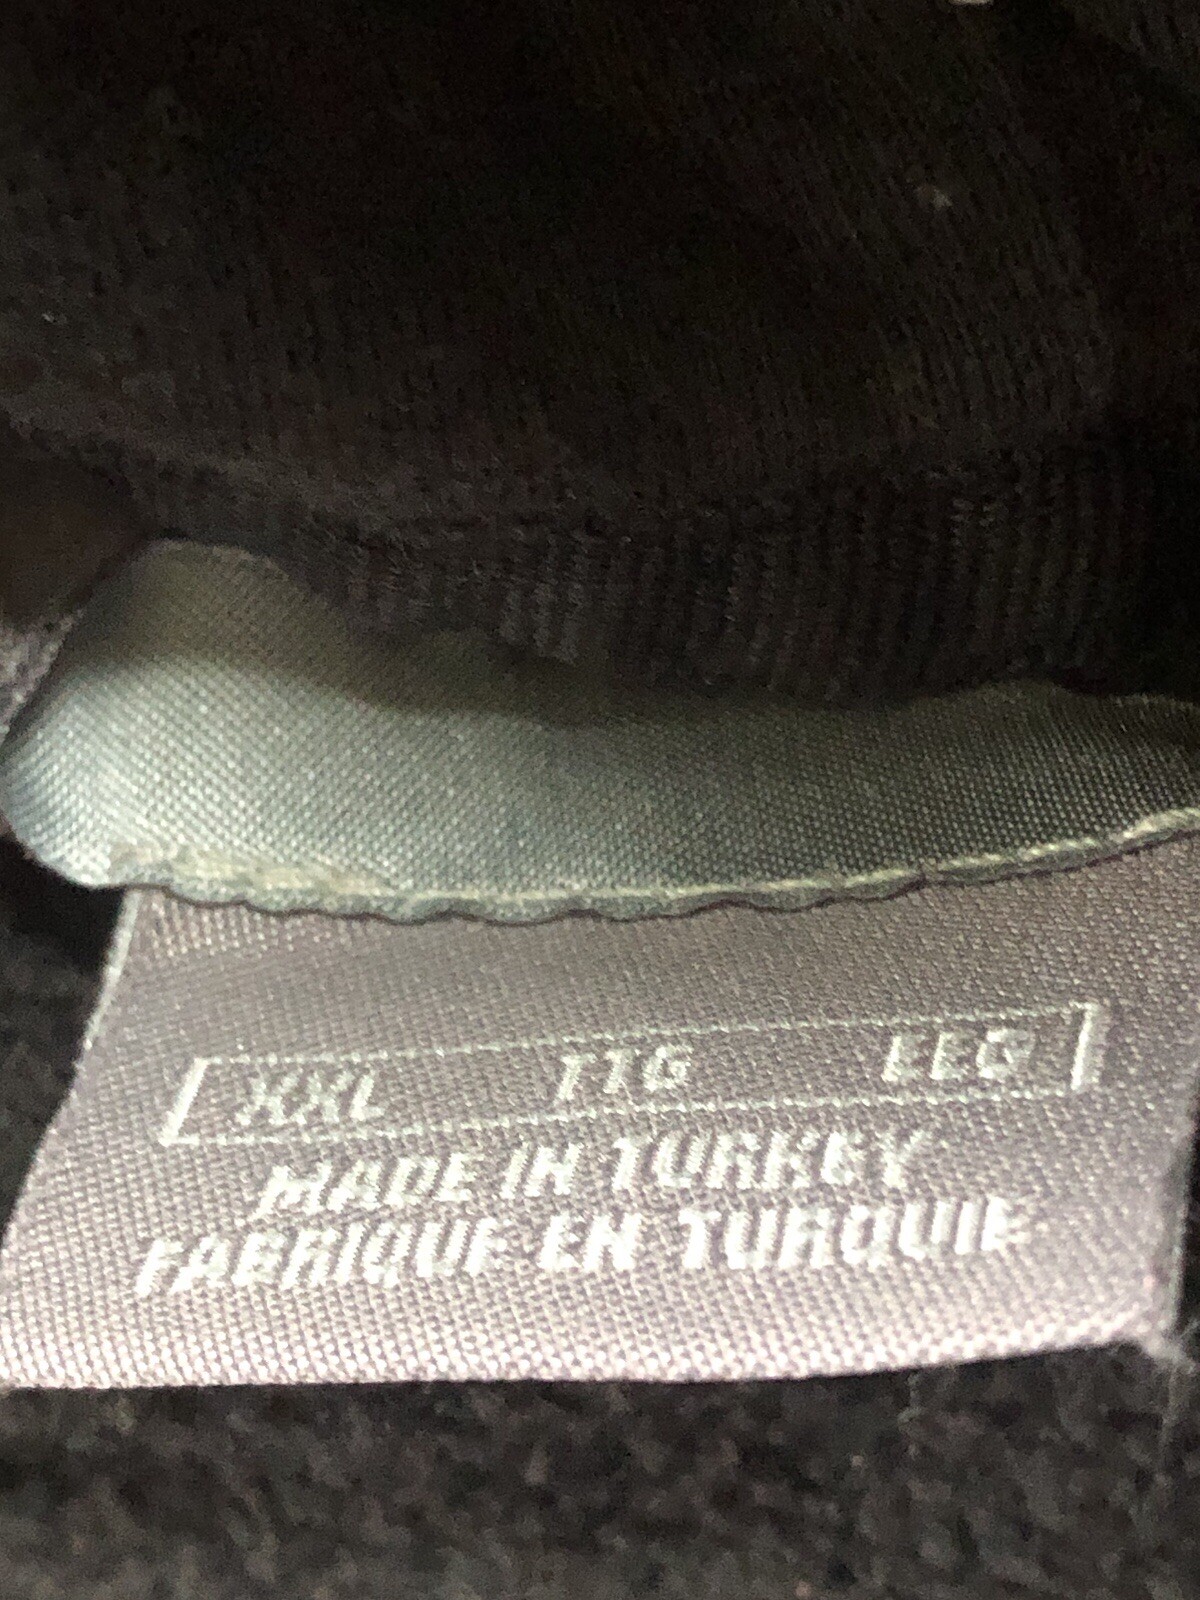 XXL TTG EEG
MADE IN TURKEY
FABRIQUE EN TURQUIE